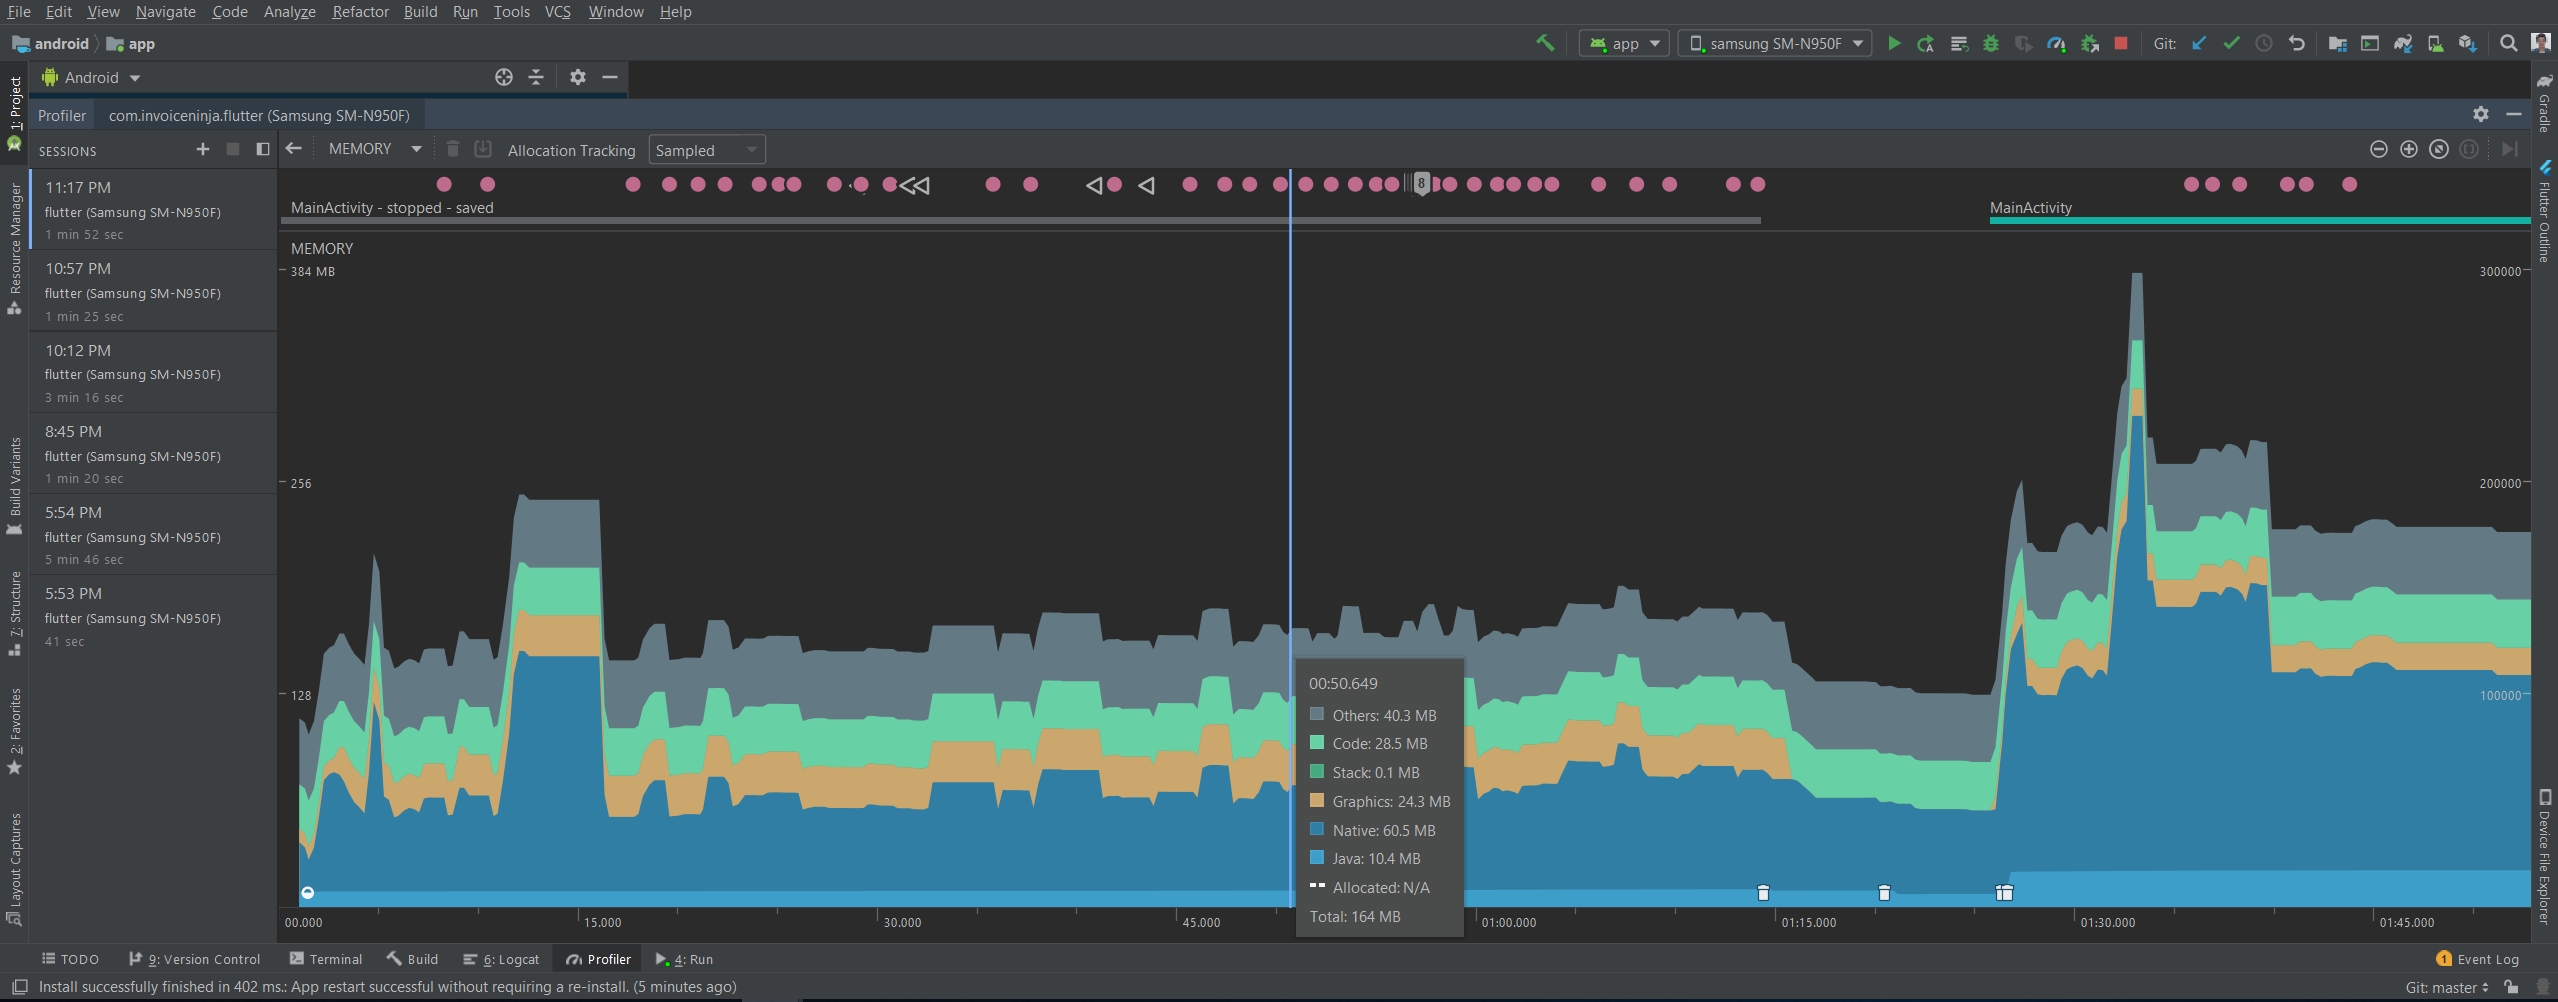 File Edit View Navigate Code Analyze Refactor Build Run Tools VCS Window Help
android app
app samsung SM-N950F Git:
1: Project
Resource Manager
Build Variants
7: Structure
2: Favorites
Layout Captures
Android
Profiler com.invoiceninja.flutter (Samsung SM-N950F)
SESSIONS
MEMORY Allocation Tracking Sampled
11:17 PM
flutter (Samsung SM-N950F)
1 min 52 sec
10:57 PM
flutter (Samsung SM-N950F)
1 min 25 sec
10:12 PM
flutter (Samsung SM-N950F)
3 min 16 sec
8:45 PM
flutter (Samsung SM-N950F)
1 min 20 sec
5:54 PM
flutter (Samsung SM-N950F)
5 min 46 sec
5:53 PM
flutter (Samsung SM-N950F)
41 sec
8
MainActivity - stopped - saved
MainActivity
MEMORY
384 MB
300000
256
200000
128
100000
00:50.649
Others: 40.3 MB
Code: 28.5 MB
Stack: 0.1 MB
Graphics: 24.3 MB
Native: 60.5 MB
Java: 10.4 MB
Allocated: N/A
Total: 164 MB
00.000 15.000 30.000 45.000 01:00.000 01:15.000 01:30.000 01:45.000
Gradle
Flutter Outline
Device File Explorer
TODO 9: Version Control Terminal Build 6: Logcat Profiler 4: Run
1 Event Log
Install successfully finished in 402 ms.: App restart successful without requiring a re-install. (5 minutes ago)
Git: master